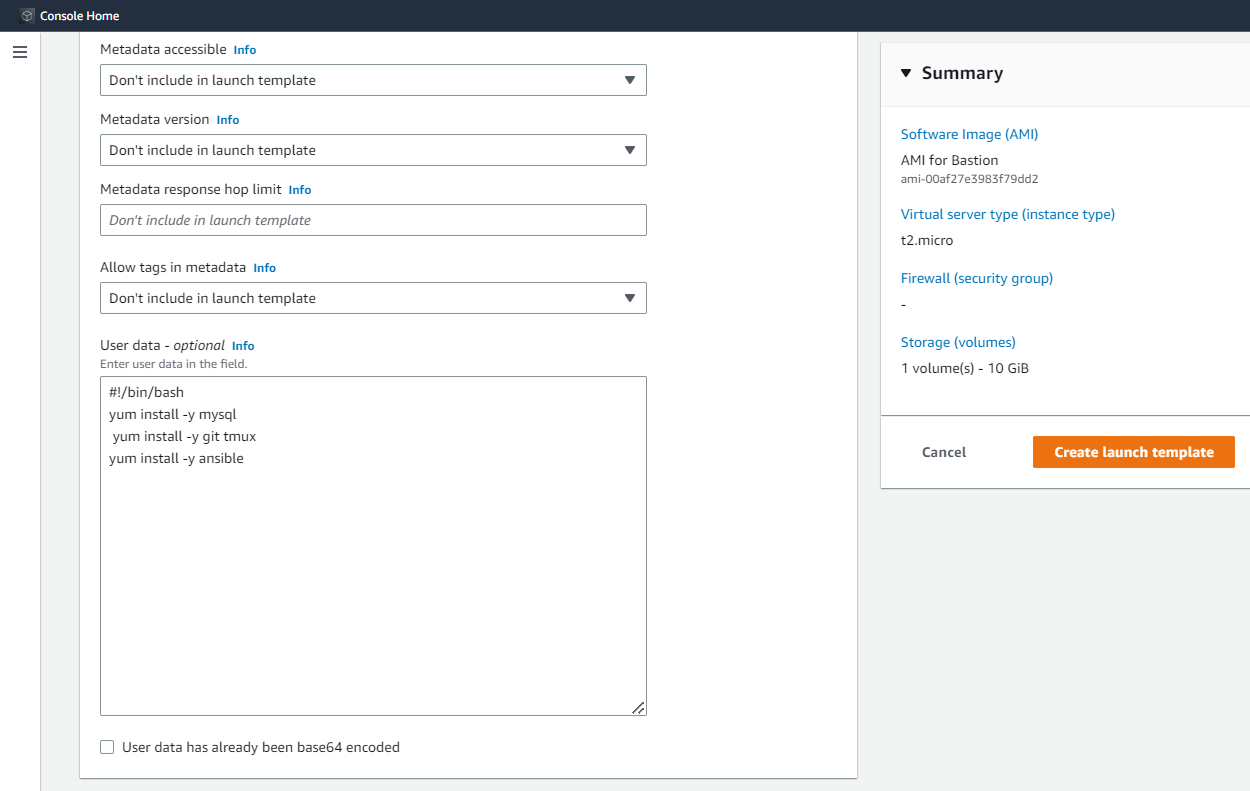 Console Home
Metadata accessible Info
Don't include in launch template
Metadata version Info
Don't include in launch template
Metadata response hop limit Info
Don't include in launch template
Allow tags in metadata Info
Don't include in launch template
User data - optional Info
Enter user data in the field.
#!/bin/bash
yum install -y mysql
yum install -y git tmux
yum install -y ansible
User data has already been base64 encoded
Summary
Software Image (AMI)
AMI for Bastion
ami-00af27e3983f79dd2
Virtual server type (instance type)
t2.micro
Firewall (security group)
-
Storage (volumes)
1 volume(s) - 10 GiB
Cancel
Create launch template